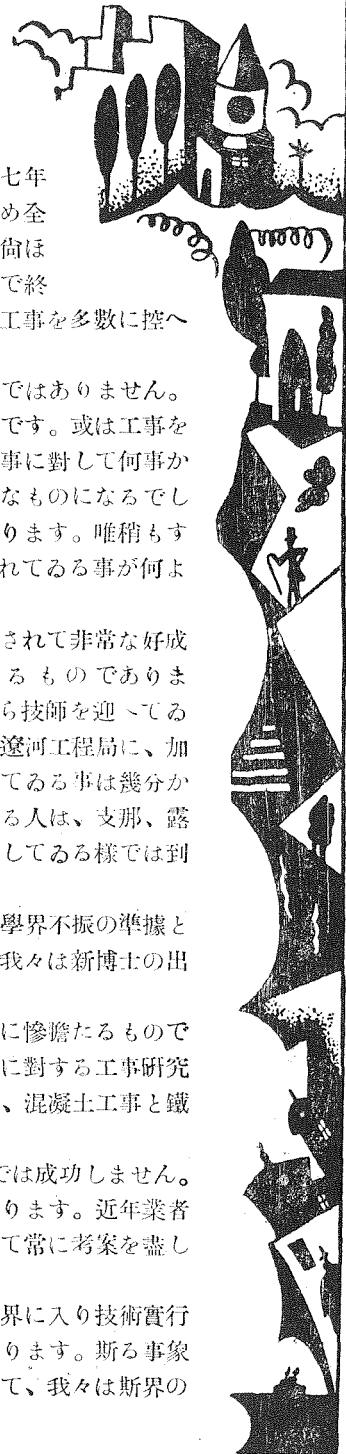 七年
め全
尙ほ
で終
工事を多數に控へ
ではありません。
です。或は工事を
事に對して何事か
なものになるでし
ります。唯稍もす
れてゐる事が何よ
されて非常な好成
るものでありま
ら技師を迎へてゐ
遼河工程局に、加
てゐる事は幾分か
る人は、支那、露
してゐる樣では到
學界不振の準據と
我々は新博士の出
に慘膽たるもので
に對する工事研究
、混凝土工事と鐵
では成功しません。
ります。近年業者
て常に考案を盡し
界に入り技術實行
ります。斯る事象
て、我々は斯界の